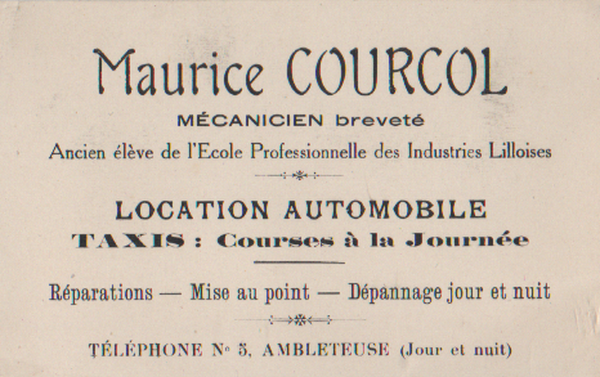 Maurice COURCOL
MÉCANICIEN breveté
Ancien élève de l'Ecole Professionnelle des Industries Lilloises
LOCATION AUTOMOBILE
TAXIS : Courses à la Journée
Réparations — Mise au point — Dépannage jour et nuit
TÉLÉPHONE Nº 5, AMBLETEUSE (Jour et nuit)